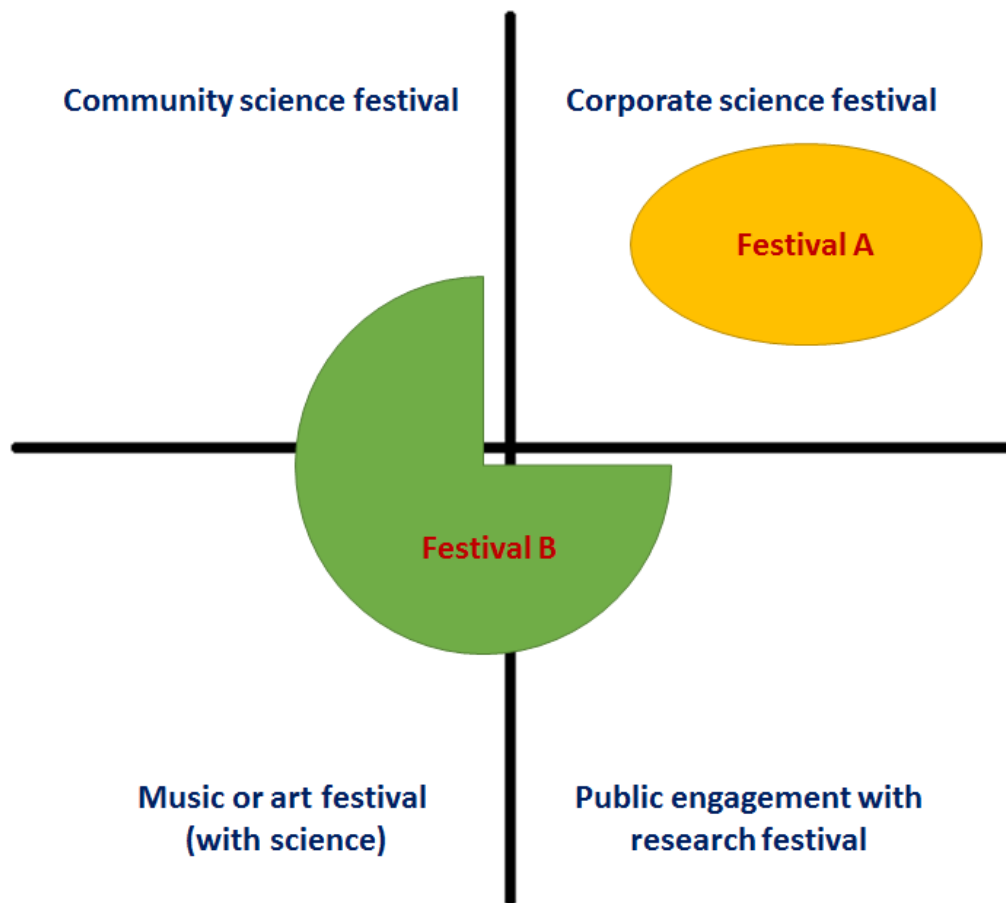 Community science festival
Corporate science festival
Festival A
Festival B
Music or art festival
(with science)
Public engagement with
research festival